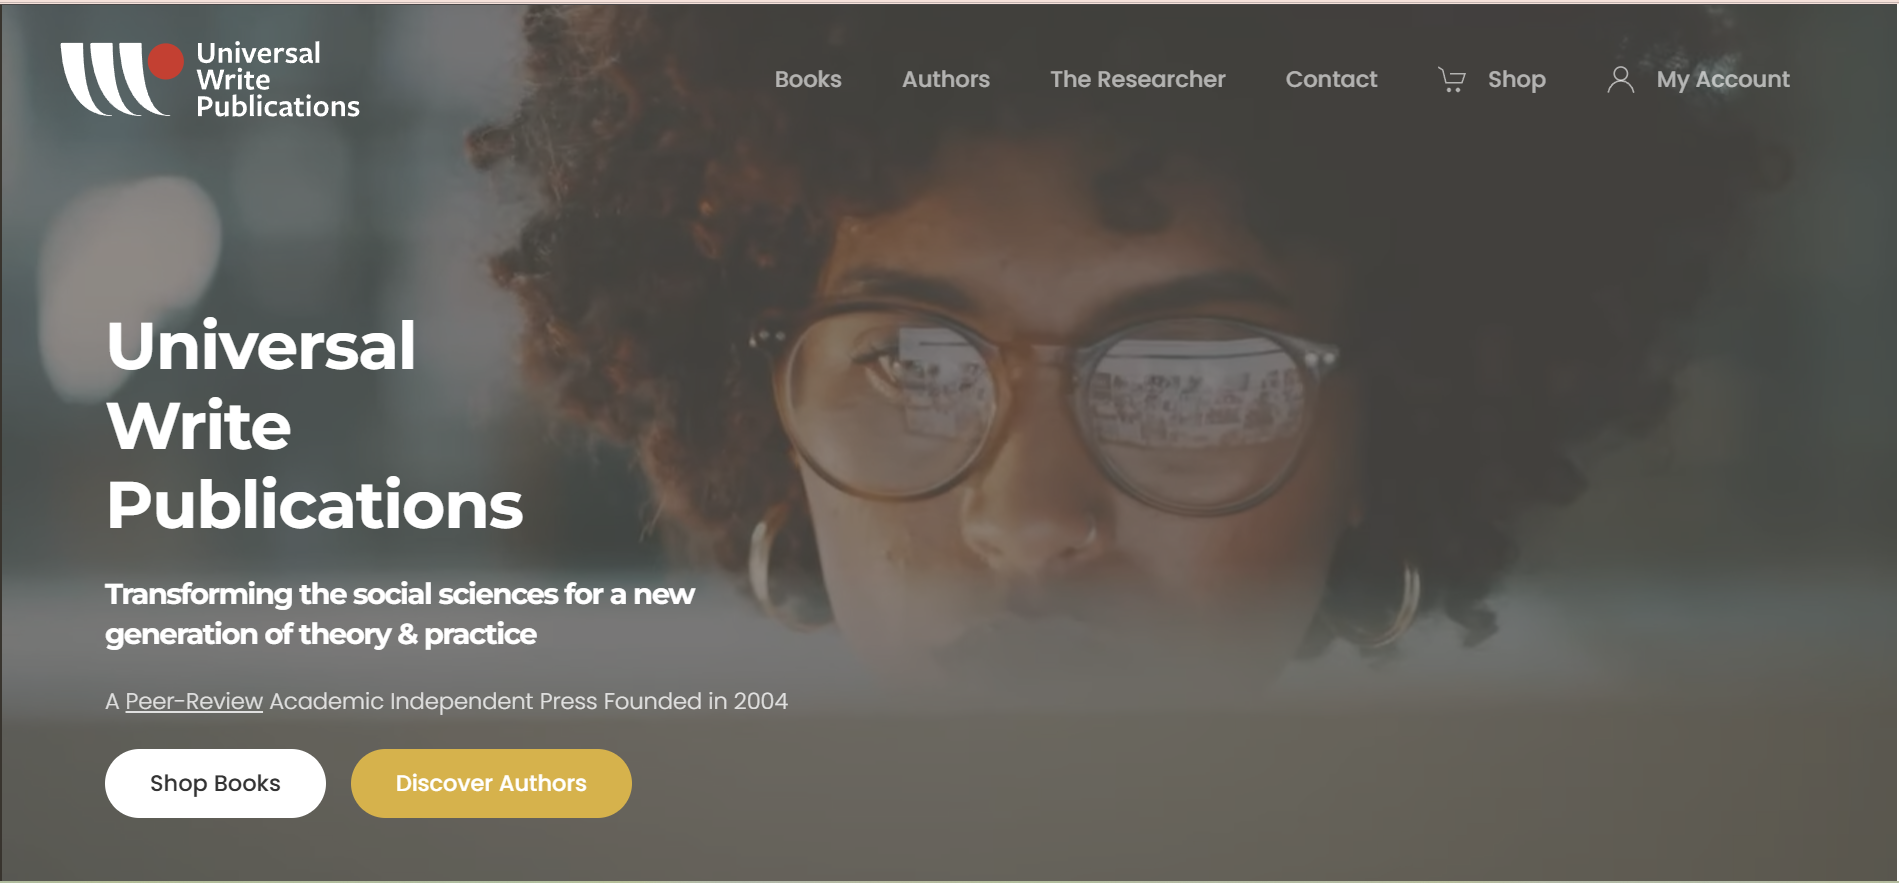 Universal
Write
Publications
Books
Authors
The Researcher
Contact
Shop
My Account
Universal
Write
Publications
Transforming the social sciences for a new
generation of theory & practice
A Peer-Review Academic Independent Press Founded in 2004
Shop Books
Discover Authors